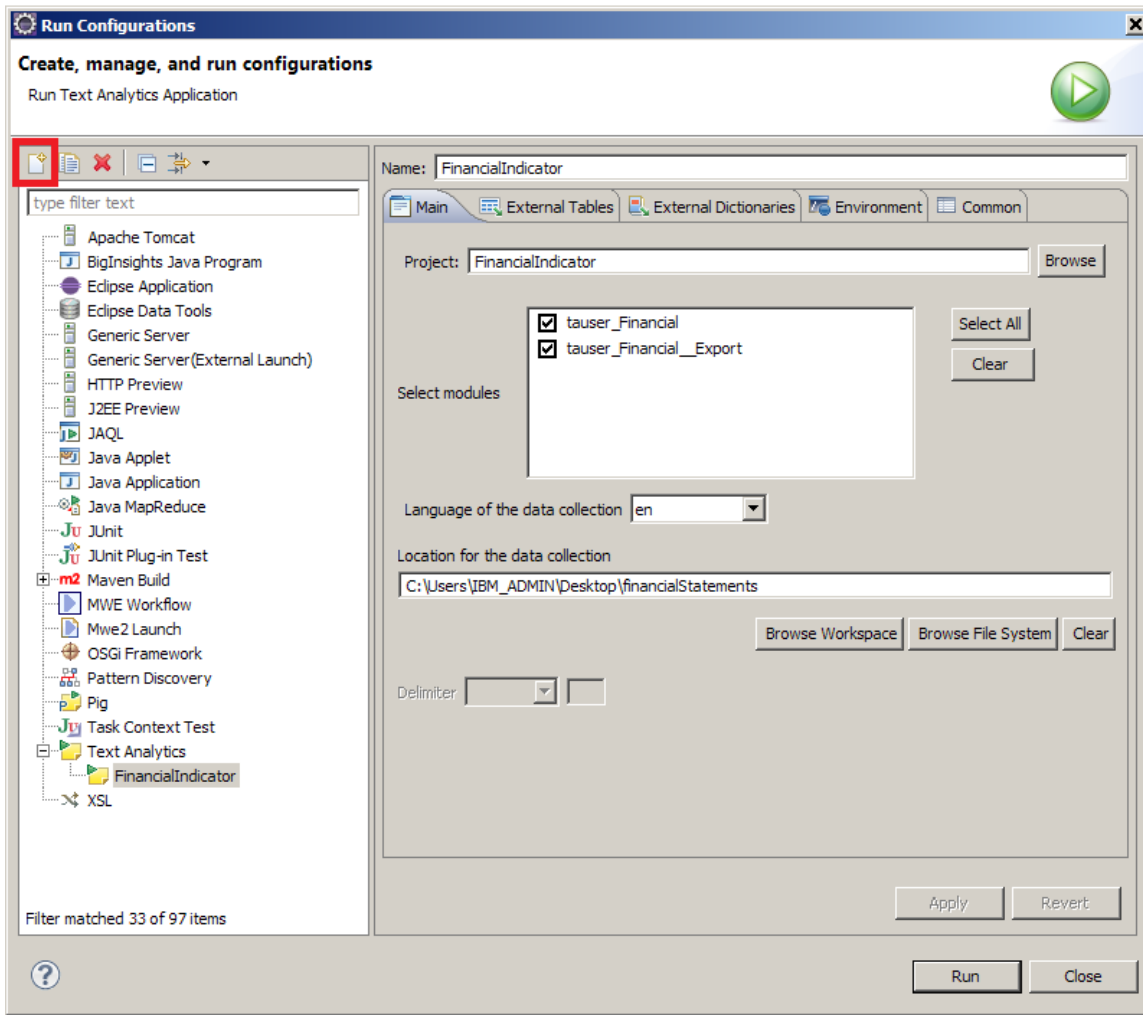 Run Configurations
Create, manage, and run configurations
Run Text Analytics Application
type filter text
Apache Tomcat
BigInsights Java Program
Eclipse Application
Eclipse Data Tools
Generic Server
Generic Server(External Launch)
HTTP Preview
J2EE Preview
JAQL
Java Applet
Java Application
Java MapReduce
JU JUnit
JU JUnit Plug-in Test
m2 Maven Build
MWE Workflow
Mwe2 Launch
OSGi Framework
Pattern Discovery
Pig
JU Task Context Test
Text Analytics
FinancialIndicator
XSL
Filter matched 33 of 97 items
Name: FinancialIndicator
Main External Tables External Dictionaries Environment Common
Project: FinancialIndicator Browse
Select modules
tauser_Financial
tauser_Financial__Export
Select All
Clear
Language of the data collection en
Location for the data collection
C:\Users\IBM_ADMIN\Desktop\financialStatements
Browse Workspace Browse File System Clear
Delimiter
Apply Revert
? Run Close